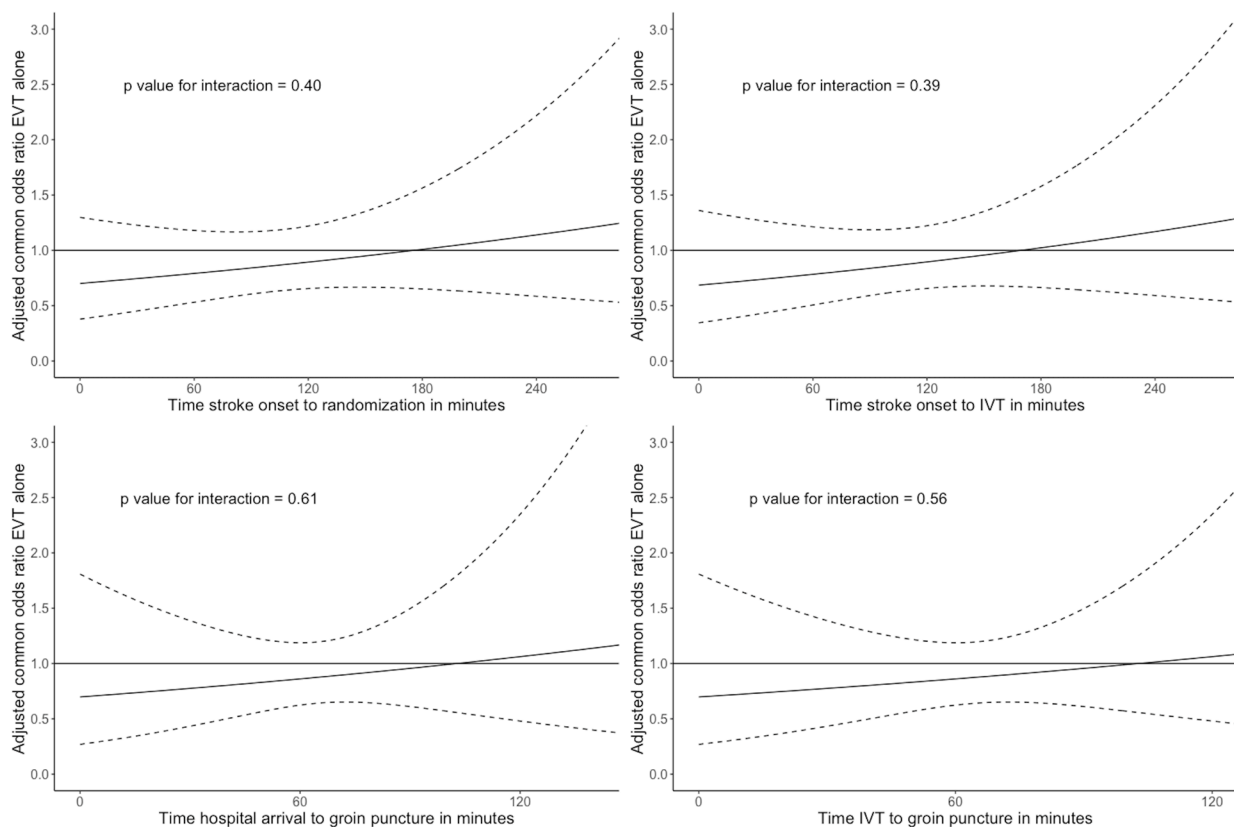 Adjusted common odds ratio EVT alone
3.0
2.5
2.0
1.5
1.0
0.5
0.0
p value for interaction = 0.40
0 60 120 180 240
Time stroke onset to randomization in minutes
Adjusted common odds ratio EVT alone
3.0
2.5
2.0
1.5
1.0
0.5
0.0
p value for interaction = 0.39
0 60 120 180 240
Time stroke onset to IVT in minutes
Adjusted common odds ratio EVT alone
3.0
2.5
2.0
1.5
1.0
0.5
0.0
p value for interaction = 0.61
0 60 120
Time hospital arrival to groin puncture in minutes
Adjusted common odds ratio EVT alone
3.0
2.5
2.0
1.5
1.0
0.5
0.0
p value for interaction = 0.56
0 60 120
Time IVT to groin puncture in minutes